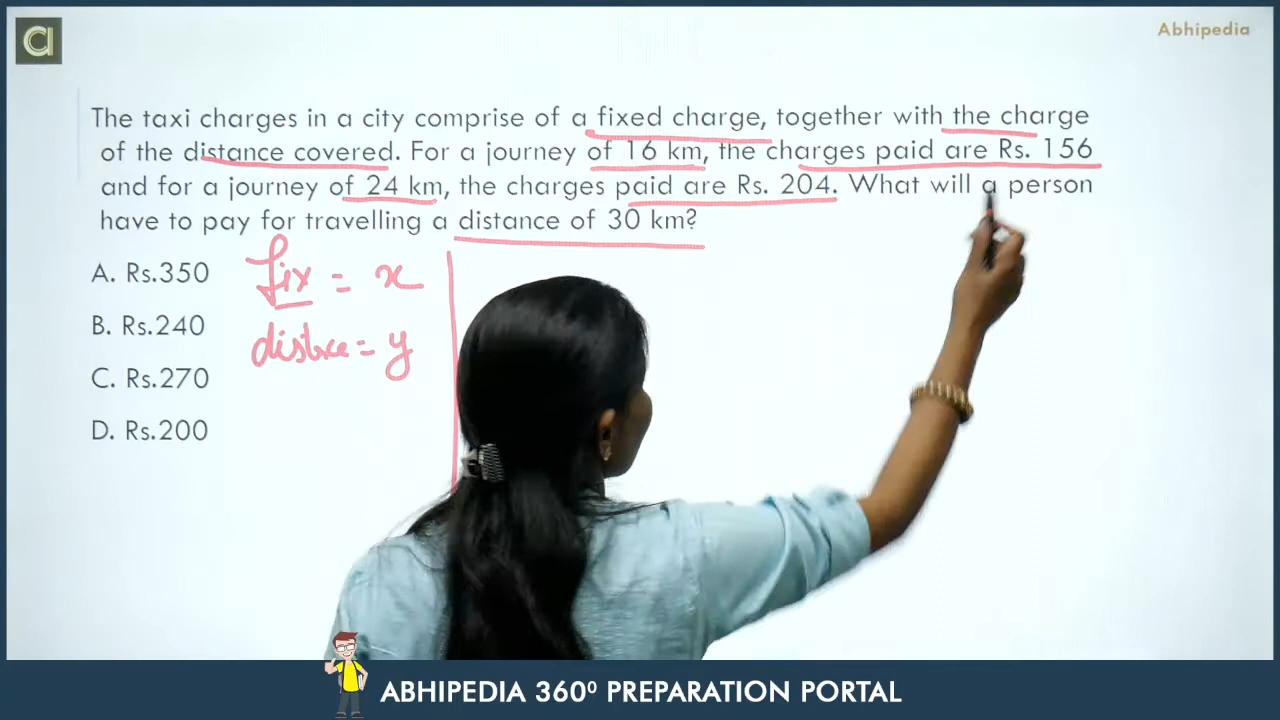 Abhipedia
The taxi charges in a city comprise of a fixed charge, together with the charge
of the distance covered. For a journey of 16 km, the charges paid are Rs. 156
and for a journey of 24 km, the charges paid are Rs. 204. What will a person
have to pay for travelling a distance of 30 km?
A. Rs.350
B. Rs.240
C. Rs.270
D. Rs.200
fix = x
distce = y
ABHIPEDIA 360⁰ PREPARATION PORTAL